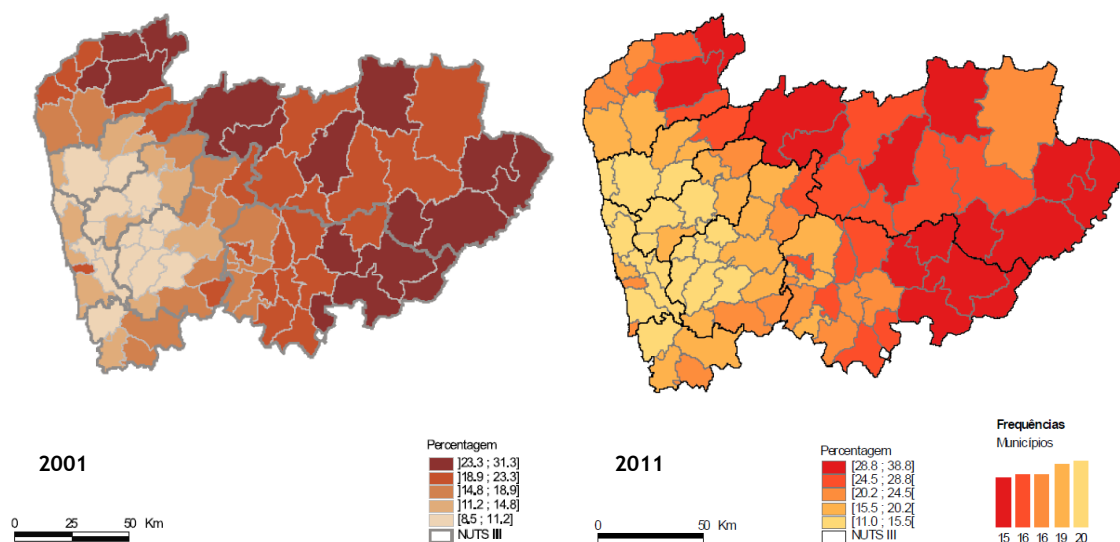 2001
Percentagem
]23.3 ; 31.3]
]18.9 ; 23.3]
]14.8 ; 18.9]
]11.2 ; 14.8]
[8.5 ; 11.2]
NUTS III
0 25 50 Km
2011
Percentagem
[28.8 ; 38.8]
[24.5 ; 28.8[
[20.2 ; 24.5[
[15.5 ; 20.2[
[11.0 ; 15.5[
NUTS III
0 50 Km
Frequências
Municípios
15 16 16 19 20